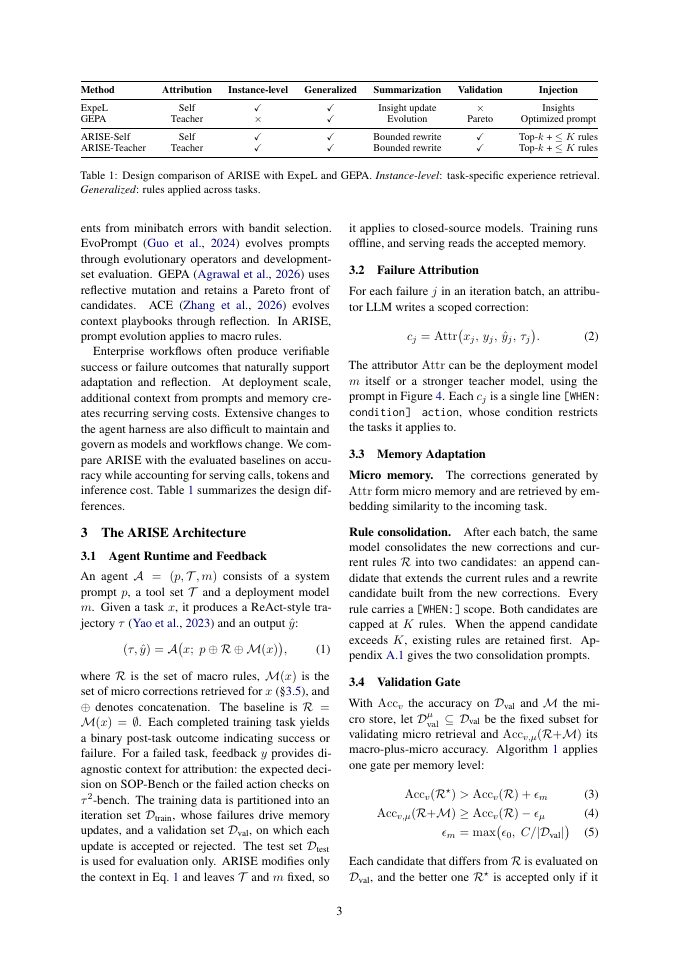 Method Attribution Instance-level Generalized Summarization Validation Injection
ExpeL Self ✓ ✓ Insight update × Insights
GEPA Teacher × ✓ Evolution Pareto Optimized prompt
ARISE-Self Self ✓ ✓ Bounded rewrite ✓ Top-k + ≤ K rules
ARISE-Teacher Teacher ✓ ✓ Bounded rewrite ✓ Top-k + ≤ K rules
Table 1: Design comparison of ARISE with ExpeL and GEPA. Instance-level: task-specific experience retrieval.
Generalized: rules applied across tasks.
ents from minibatch errors with bandit selection.
EvoPrompt (Guo et al., 2024) evolves prompts
through evolutionary operators and development-
set evaluation. GEPA (Agrawal et al., 2026) uses
reflective mutation and retains a Pareto front of
candidates. ACE (Zhang et al., 2026) evolves
context playbooks through reflection. In ARISE,
prompt evolution applies to macro rules.
Enterprise workflows often produce verifiable
success or failure outcomes that naturally support
adaptation and reflection. At deployment scale,
additional context from prompts and memory cre-
ates recurring serving costs. Extensive changes to
the agent harness are also difficult to maintain and
govern as models and workflows change. We com-
pare ARISE with the evaluated baselines on accu-
racy while accounting for serving calls, tokens and
inference cost. Table 1 summarizes the design dif-
ferences.
3 The ARISE Architecture
3.1 Agent Runtime and Feedback
An agent 𝒜 = (p, 𝒯, m) consists of a system
prompt p, a tool set 𝒯 and a deployment model
m. Given a task x, it produces a ReAct-style tra-
jectory τ (Yao et al., 2023) and an output ŷ:
(τ, ŷ) = 𝒜(x; p ⊕ ℛ ⊕ ℳ(x)), (1)
where ℛ is the set of macro rules, ℳ(x) is the
set of micro corrections retrieved for x (§3.5), and
⊕ denotes concatenation. The baseline is ℛ =
ℳ(x) = ∅. Each completed training task yields
a binary post-task outcome indicating success or
failure. For a failed task, feedback y provides di-
agnostic context for attribution: the expected deci-
sion on SOP-Bench or the failed action checks on
τ²-bench. The training data is partitioned into an
iteration set 𝒟train, whose failures drive memory
updates, and a validation set 𝒟val, on which each
update is accepted or rejected. The test set 𝒟test
is used for evaluation only. ARISE modifies only
the context in Eq. 1 and leaves 𝒯 and m fixed, so
it applies to closed-source models. Training runs
offline, and serving reads the accepted memory.
3.2 Failure Attribution
For each failure j in an iteration batch, an attribu-
tor LLM writes a scoped correction:
cj = Attr(xj, yj, ŷj, τj). (2)
The attributor Attr can be the deployment model
m itself or a stronger teacher model, using the
prompt in Figure 4. Each cj is a single line [WHEN:
condition] action, whose condition restricts
the tasks it applies to.
3.3 Memory Adaptation
Micro memory. The corrections generated by
Attr form micro memory and are retrieved by em-
bedding similarity to the incoming task.
Rule consolidation. After each batch, the same
model consolidates the new corrections and cur-
rent rules ℛ into two candidates: an append can-
didate that extends the current rules and a rewrite
candidate built from the new corrections. Every
rule carries a [WHEN:] scope. Both candidates are
capped at K rules. When the append candidate
exceeds K, existing rules are retained first. Ap-
pendix A.1 gives the two consolidation prompts.
3.4 Validation Gate
With Accv the accuracy on 𝒟val and ℳ the mi-
cro store, let 𝒟μval ⊆ 𝒟val be the fixed subset for
validating micro retrieval and Accv,μ(ℛ+ℳ) its
macro-plus-micro accuracy. Algorithm 1 applies
one gate per memory level:
Accv(ℛ⋆) > Accv(ℛ) + ϵm (3)
Accv,μ(ℛ+ℳ) ≥ Accv(ℛ) − ϵμ (4)
ϵm = max(ϵ0, C/|𝒟val|) (5)
Each candidate that differs from ℛ is evaluated on
𝒟val, and the better one ℛ⋆ is accepted only if it
3